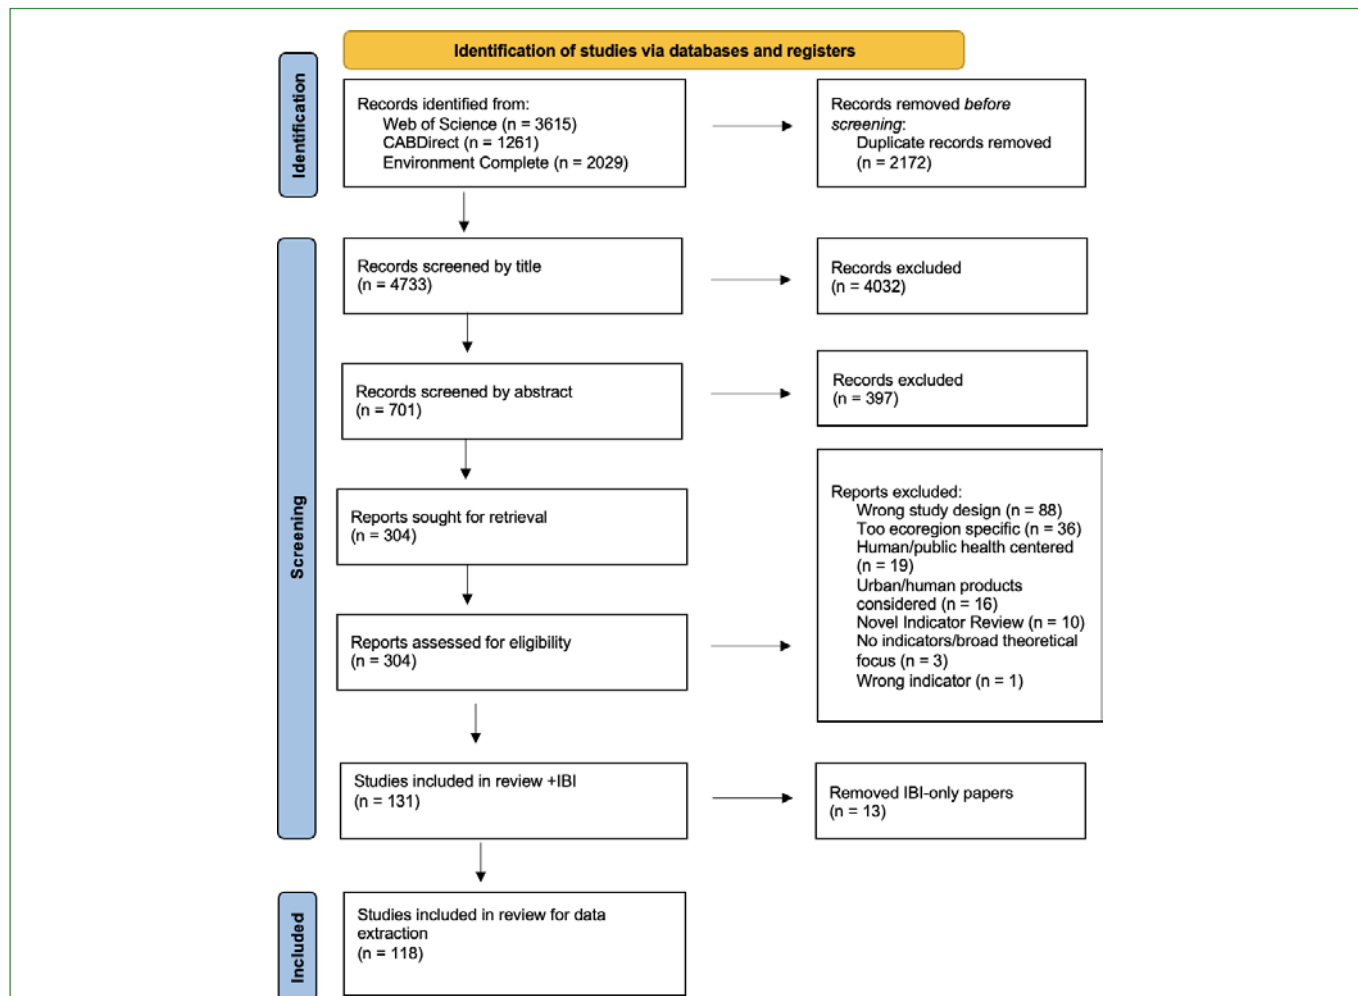 Identification of studies via databases and registers
Identification
Records identified from:
Web of Science (n = 3615)
CABDirect (n = 1261)
Environment Complete (n = 2029)
Records removed before
screening:
Duplicate records removed
(n = 2172)
Screening
Records screened by title
(n = 4733)
Records excluded
(n = 4032)
Records screened by abstract
(n = 701)
Records excluded
(n = 397)
Reports sought for retrieval
(n = 304)
Reports assessed for eligibility
(n = 304)
Reports excluded:
Wrong study design (n = 88)
Too ecoregion specific (n = 36)
Human/public health centered
(n = 19)
Urban/human products
considered (n = 16)
Novel Indicator Review (n = 10)
No indicators/broad theoretical
focus (n = 3)
Wrong indicator (n = 1)
Studies included in review +IBI
(n = 131)
Removed IBI-only papers
(n = 13)
Included
Studies included in review for data
extraction
(n = 118)